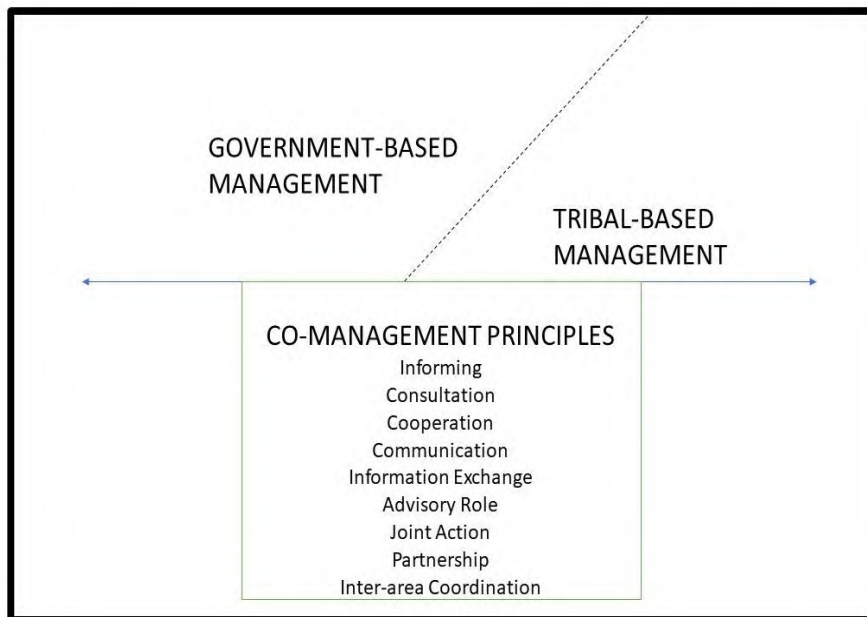 GOVERNMENT-BASED
MANAGEMENT
TRIBAL-BASED
MANAGEMENT
CO-MANAGEMENT PRINCIPLES
Informing
Consultation
Cooperation
Communication
Information Exchange
Advisory Role
Joint Action
Partnership
Inter-area Coordination